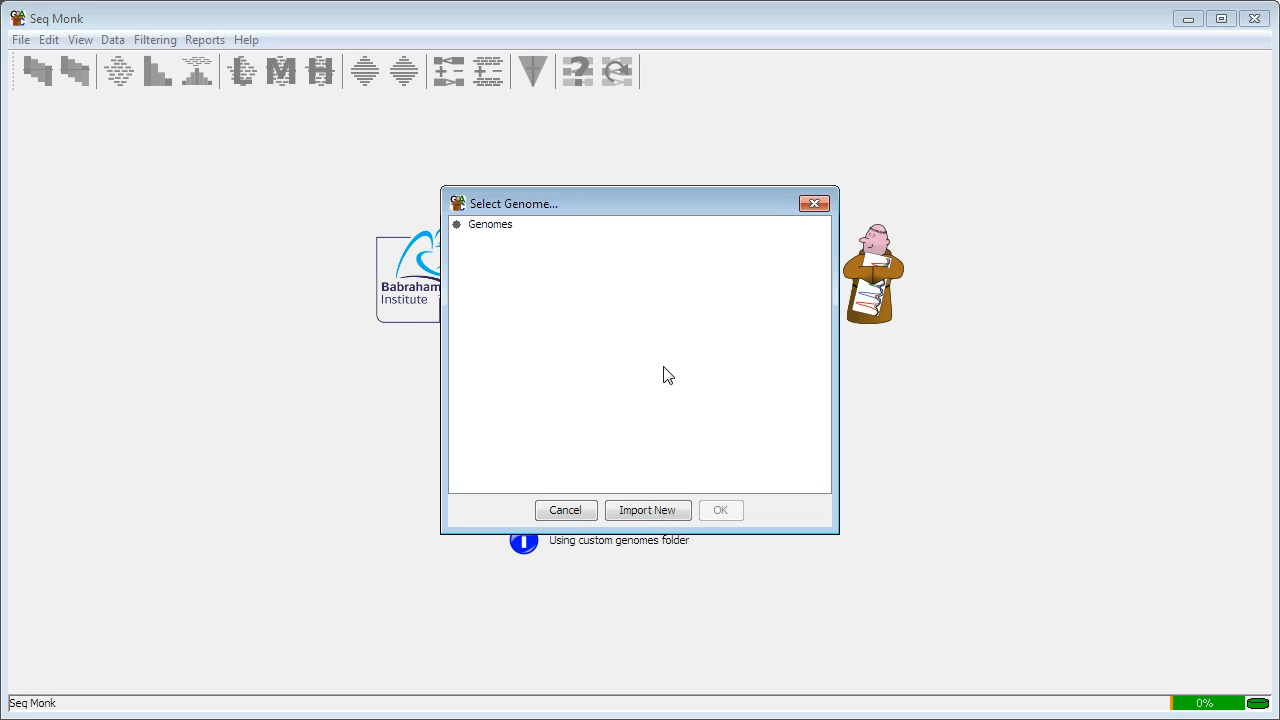 Seq Monk
File Edit View Data Filtering Reports Help
L M H ?
Select Genome...
Genomes
Babraham
Institute
Cancel Import New OK
Using custom genomes folder
Seq Monk 0%